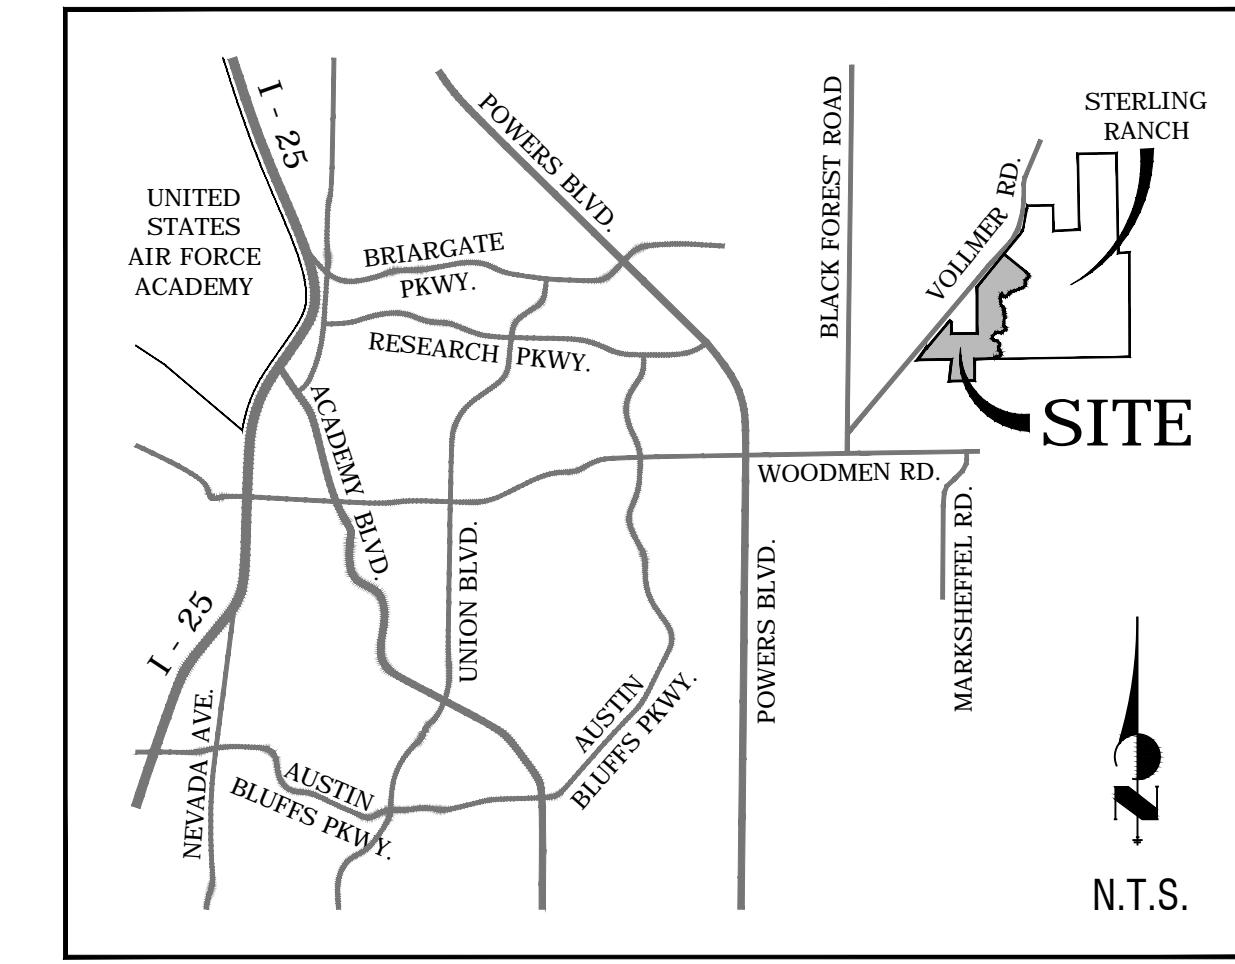 I - 25
UNITED
STATES
AIR FORCE
ACADEMY
POWERS BLVD.
BLACK FOREST ROAD
STERLING
RANCH
VOLLMER RD.
BRIARGATE
PKWY.
RESEARCH PKWY.
SITE
ACADEMY BLVD.
WOODMEN RD.
UNION BLVD.
POWERS BLVD.
MARKSHEFFEL RD.
I - 25
NEVADA AVE.
AUSTIN
BLUFFS PKWY.
AUSTIN
BLUFFS PKWY.
N
N.T.S.